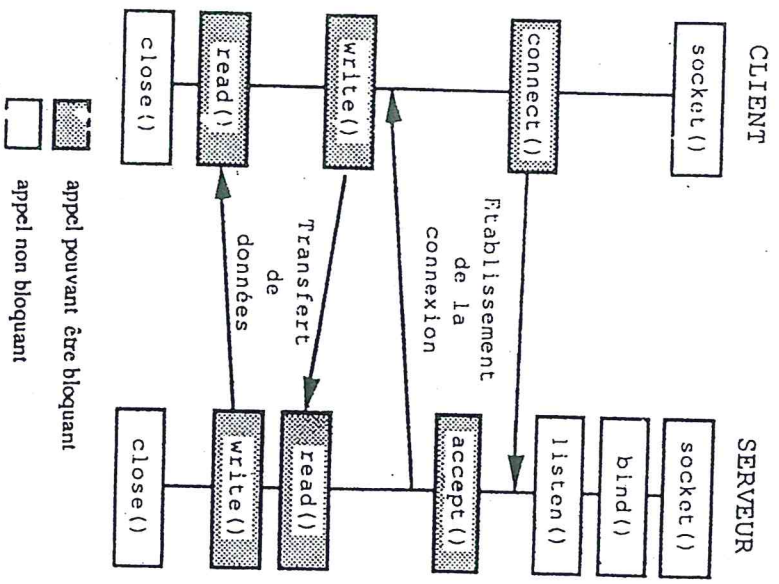 CLIENT
socket()
connect()
write()
read()
close()
Etablissement
de la
connexion
Transfert
de
données
SERVEUR
socket()
bind()
listen()
accept()
read()
write()
close()
appel pouvant être bloquant
appel non bloquant